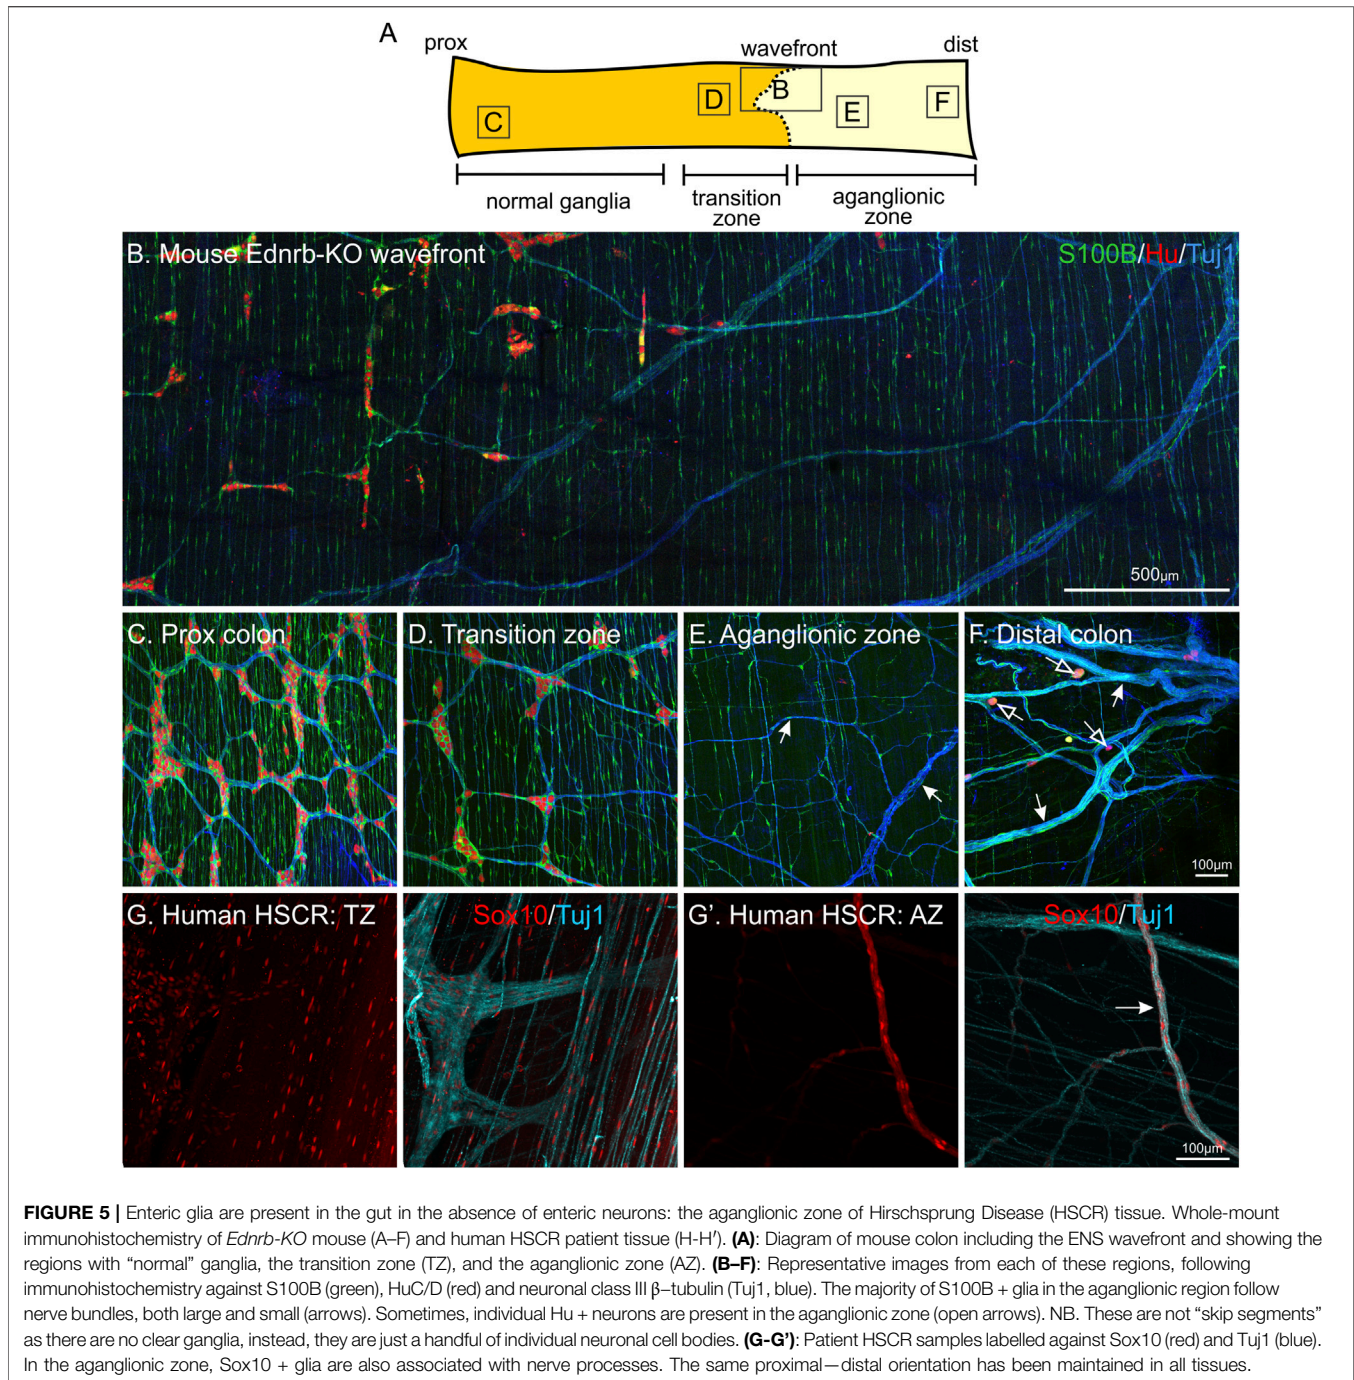 A
prox
wavefront
dist
C
D
B
E
F
normal ganglia
transition
zone
aganglionic
zone
B. Mouse Ednrb-KO wavefront
S100B/Hu/Tuj1
500µm
C. Prox colon
D. Transition zone
E. Aganglionic zone
F. Distal colon
100µm
G. Human HSCR: TZ
Sox10/Tuj1
G'. Human HSCR: AZ
Sox10/Tuj1
100µm
FIGURE 5 | Enteric glia are present in the gut in the absence of enteric neurons: the aganglionic zone of Hirschsprung Disease (HSCR) tissue. Whole-mount
immunohistochemistry of Ednrb-KO mouse (A–F) and human HSCR patient tissue (H-H′). (A): Diagram of mouse colon including the ENS wavefront and showing the
regions with “normal” ganglia, the transition zone (TZ), and the aganglionic zone (AZ). (B–F): Representative images from each of these regions, following
immunohistochemistry against S100B (green), HuC/D (red) and neuronal class III β–tubulin (Tuj1, blue). The majority of S100B + glia in the aganglionic region follow
nerve bundles, both large and small (arrows). Sometimes, individual Hu + neurons are present in the aganglionic zone (open arrows). NB. These are not “skip segments”
as there are no clear ganglia, instead, they are just a handful of individual neuronal cell bodies. (G-G’): Patient HSCR samples labelled against Sox10 (red) and Tuj1 (blue).
In the aganglionic zone, Sox10 + glia are also associated with nerve processes. The same proximal—distal orientation has been maintained in all tissues.